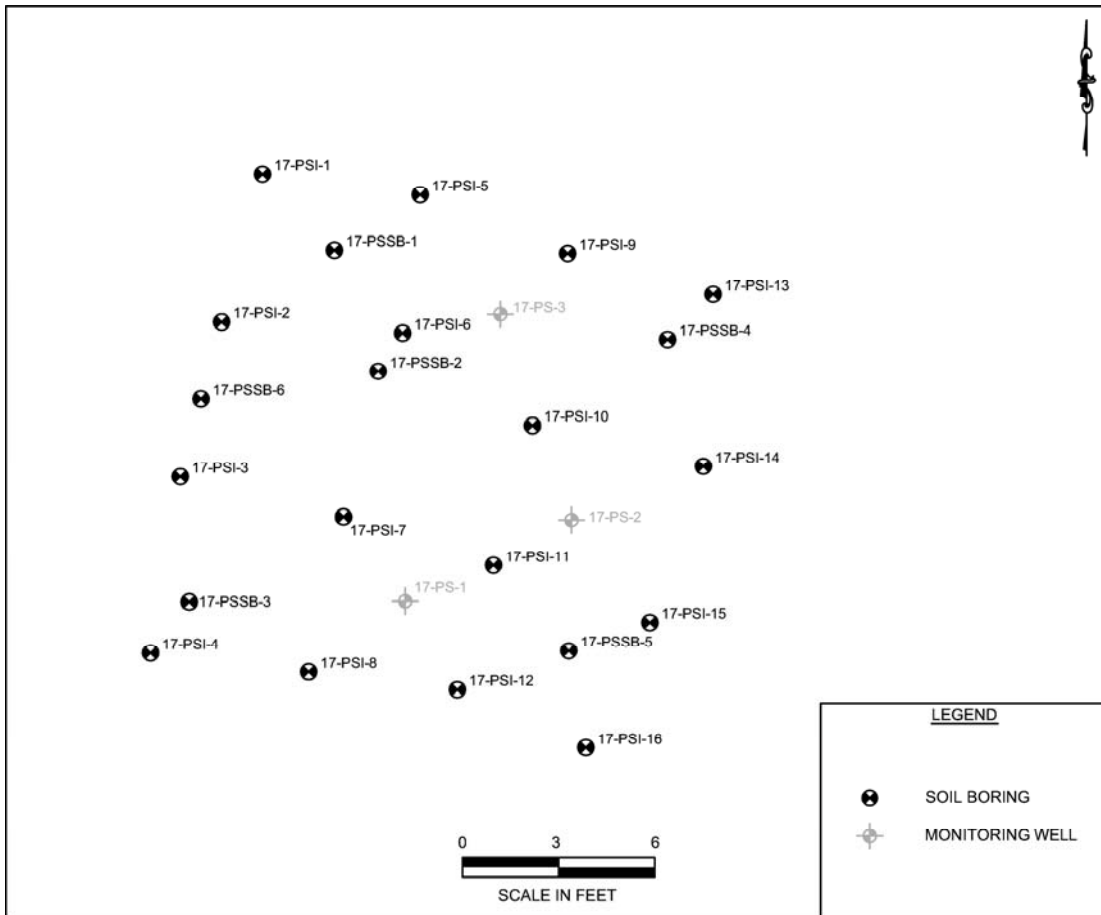 17-PSI-1
17-PSI-5
17-PSSB-1
17-PSI-9
17-PSI-13
17-PS-3
17-PSI-2
17-PSI-6
17-PSSB-4
17-PSSB-2
17-PSSB-6
17-PSI-10
17-PSI-3
17-PSI-14
17-PS-2
17-PSI-7
17-PSI-11
17-PS-1
17-PSSB-3
17-PSI-15
17-PSI-4
17-PSSB-5
17-PSI-8
17-PSI-12
17-PSI-16
0 3 6
SCALE IN FEET
LEGEND
SOIL BORING
MONITORING WELL